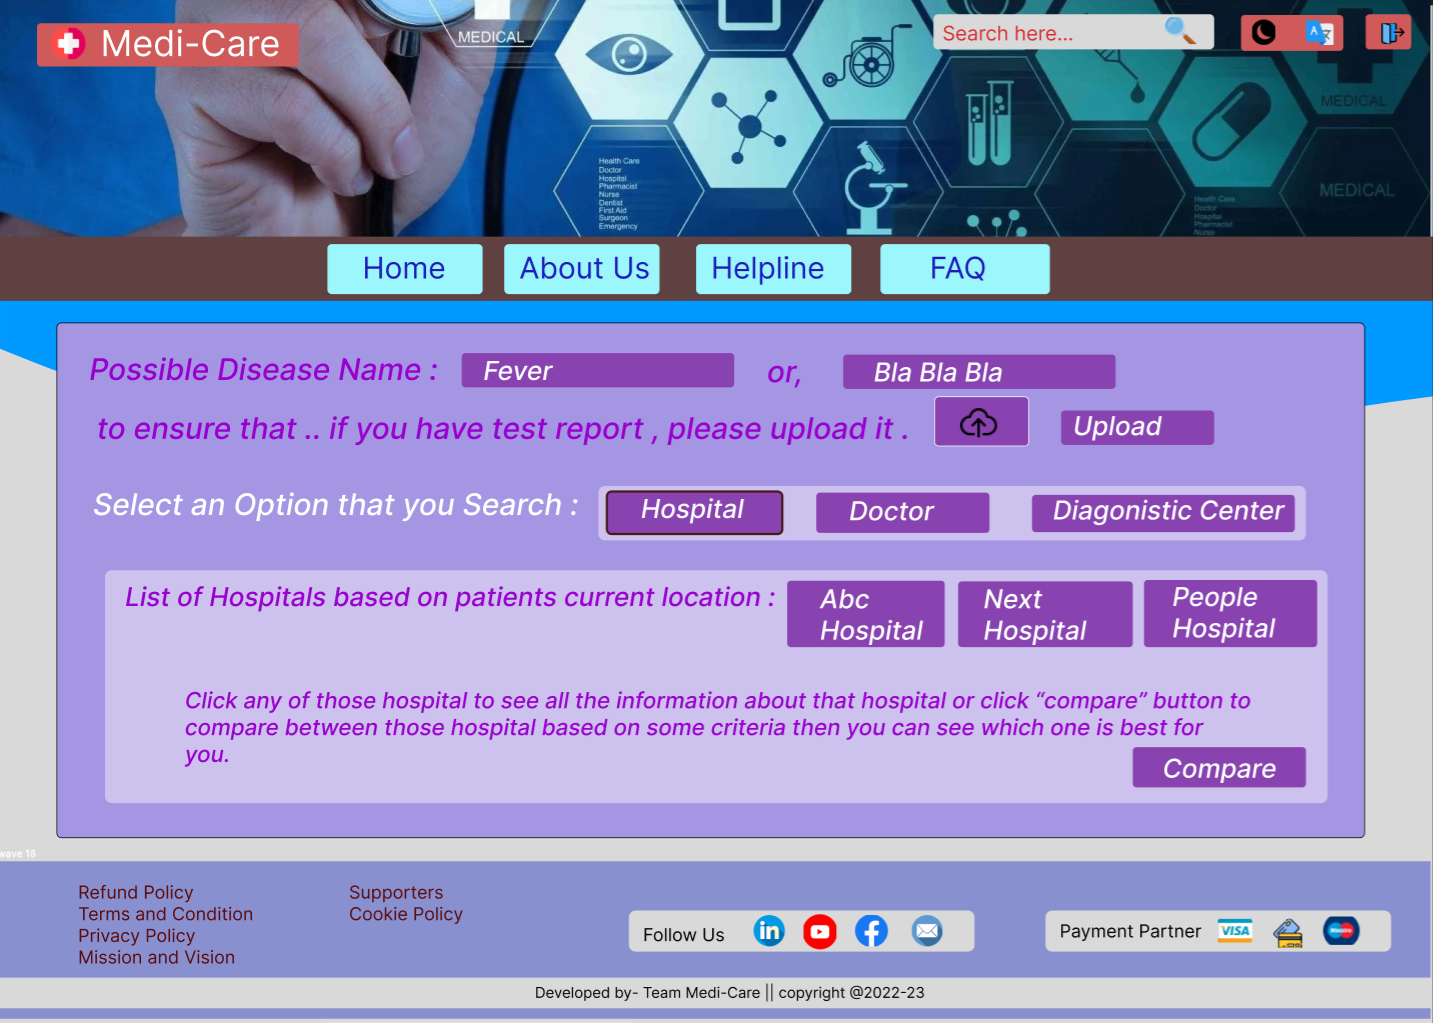 Medi-Care
MEDICAL
Search here...
MEDICAL
Health Care
Doctor
Hospital
Pharmacist
Nurse
Dentist
First Aid
Surgeon
Emergency
MEDICAL
Health Care
Doctor
Hospital
Pharmacist
Nurse
Home
About Us
Helpline
FAQ
Possible Disease Name : Fever or, Bla Bla Bla
to ensure that .. if you have test report , please upload it . Upload
Select an Option that you Search : Hospital Doctor Diagonistic Center
List of Hospitals based on patients current location :
Abc
Hospital
Next
Hospital
People
Hospital
Click any of those hospital to see all the information about that hospital or click “compare” button to
compare between those hospital based on some criteria then you can see which one is best for
you.
Compare
wave 18
Refund Policy
Terms and Condition
Privacy Policy
Mission and Vision
Supporters
Cookie Policy
Follow Us
in
Payment Partner
VISA
Maestro
Developed by- Team Medi-Care || copyright @2022-23